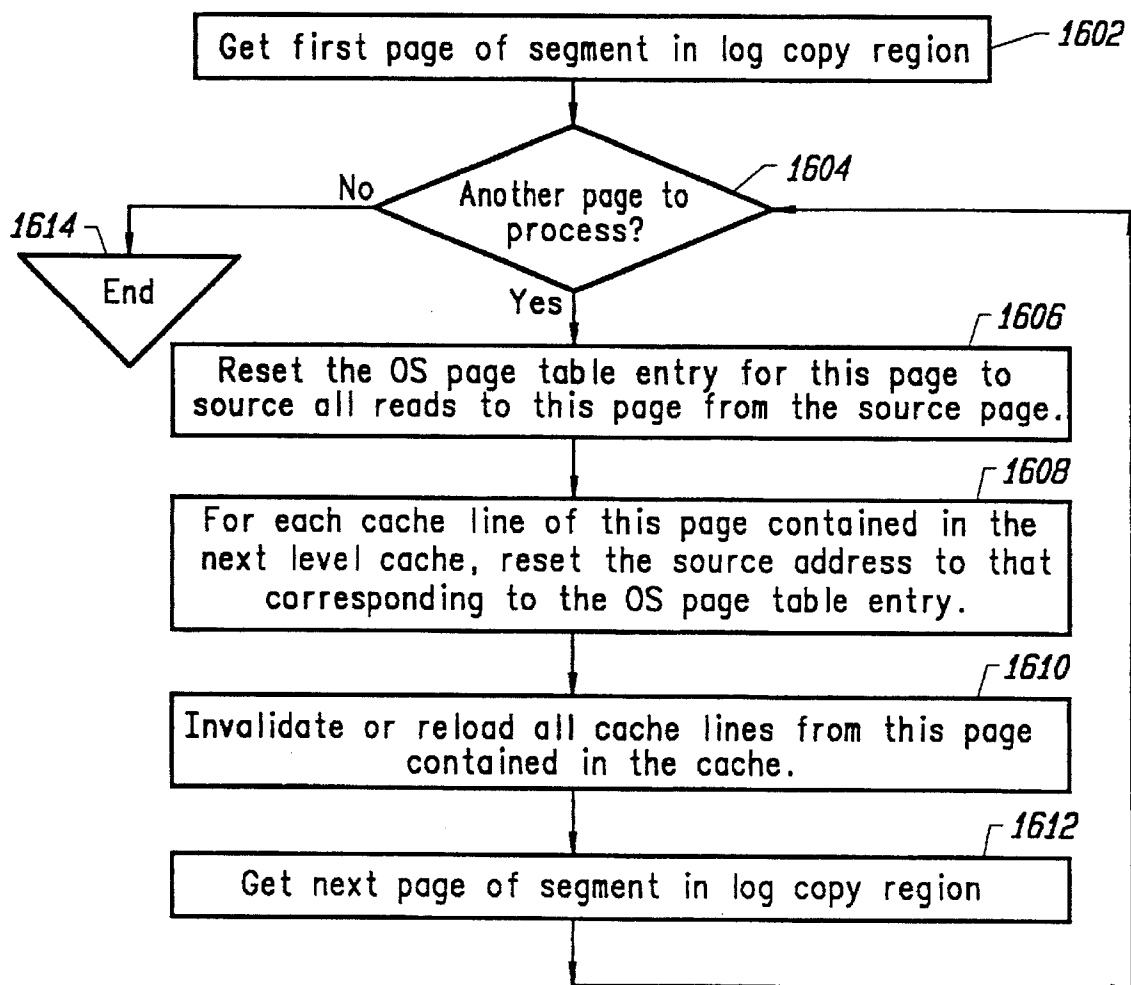 Get first page of segment in log copy region
1602
1604
Another page to
process?
No
1614
End
Yes
1606
Reset the OS page table entry for this page to
source all reads to this page from the source page.
1608
For each cache line of this page contained in the
next level cache, reset the source address to that
corresponding to the OS page table entry.
1610
Invalidate or reload all cache lines from this page
contained in the cache.
1612
Get next page of segment in log copy region